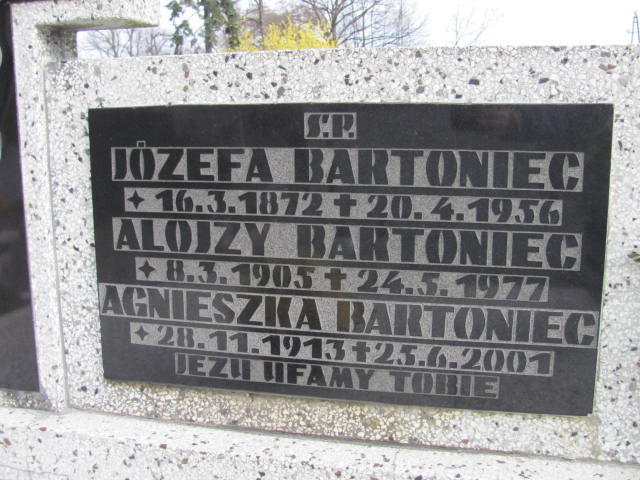 Ś.P.
JÓZEFA BARTONIEC
✦ 16.3.1872 ✝ 20.4.1956
ALOJZY BARTONIEC
✦ 8.3.1905 ✝ 24.5.1977
AGNIESZKA BARTONIEC
✦ 28.11.1913 ✝ 23.6.2001
JEZU UFAMY TOBIE